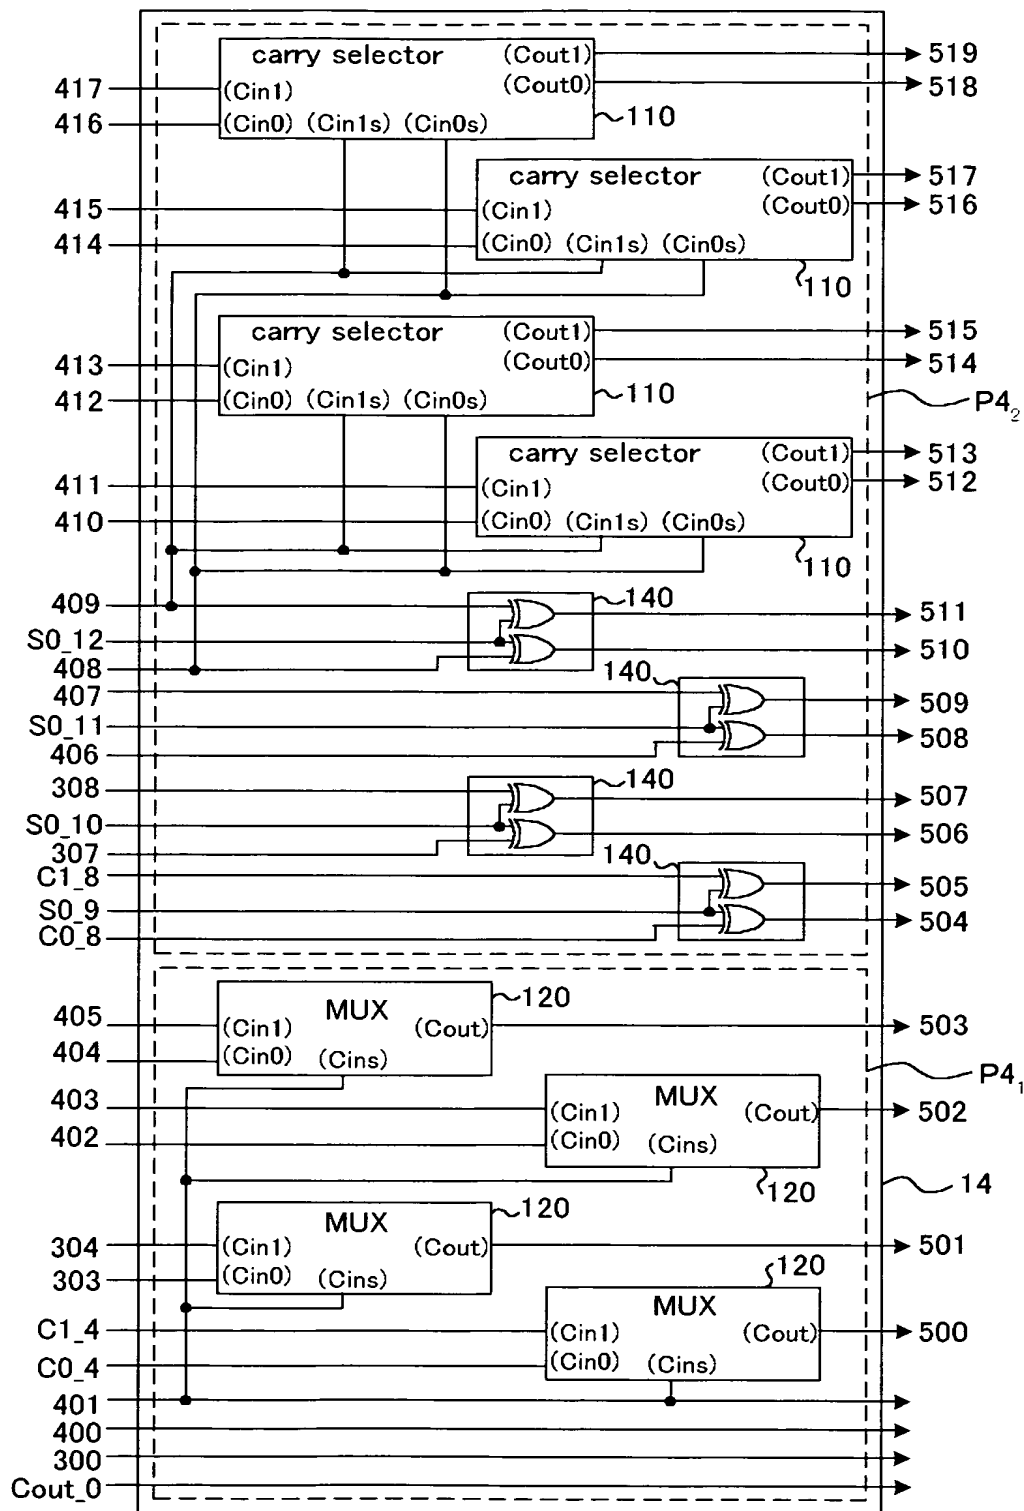 carry selector (Cout1) 519
417 (Cin1) (Cout0) 518
416 (Cin0) (Cin1s) (Cin0s) 110
carry selector (Cout1) 517
415 (Cin1) (Cout0) 516
414 (Cin0) (Cin1s) (Cin0s)
110
carry selector (Cout1) 515
413 (Cin1) (Cout0) 514
412 (Cin0) (Cin1s) (Cin0s) 110 P4₂
carry selector (Cout1) 513
411 (Cin1) (Cout0) 512
410 (Cin0) (Cin1s) (Cin0s)
110
409 140 511
S0_12 510
408
407 140 509
S0_11 508
406
308 140 507
S0_10 506
307
C1_8 140 505
S0_9 504
C0_8
MUX 120
405 (Cin1) (Cout) 503
404 (Cin0) (Cins)
P4₁
403 MUX
(Cin1) (Cout) 502
402 (Cin0) (Cins)
120 14
MUX 120
304 (Cin1) (Cout) 501
303 (Cin0) (Cins)
120
MUX
C1_4 (Cin1) (Cout) 500
C0_4 (Cin0) (Cins)
401
400
300
Cout_0